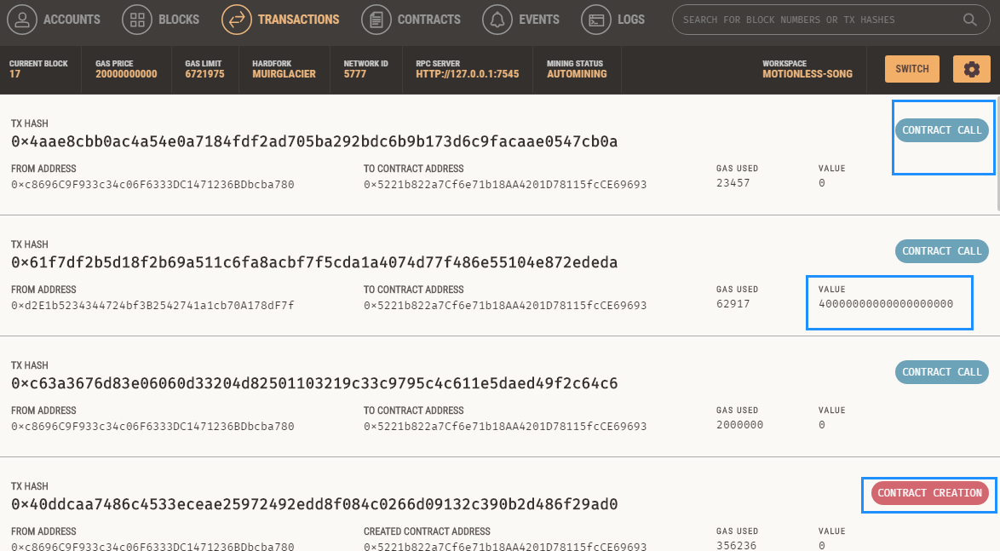 ACCOUNTS BLOCKS TRANSACTIONS CONTRACTS EVENTS LOGS SEARCH FOR BLOCK NUMBERS OR TX HASHES
CURRENT BLOCK GAS PRICE GAS LIMIT HARDFORK NETWORK ID RPC SERVER MINING STATUS WORKSPACE
17 20000000000 6721975 MUIRGLACIER 5777 HTTP://127.0.0.1:7545 AUTOMINING MOTIONLESS-SONG SWITCH
TX HASH
0×4aae8cbb0ac4a54e0a7184fdf2ad705ba292bdc6b9b173d6c9facaae0547cb0a CONTRACT CALL
FROM ADDRESS TO CONTRACT ADDRESS GAS USED VALUE
0×c8696C9F933c34c06F6333DC1471236BDbcba780 0×5221b822a7Cf6e71b18AA4201D78115fcCE69693 23457 0
TX HASH
0×61f7df2b5d18f2b69a511c6fa8acbf7f5cda1a4074d77f486e55104e872ededa CONTRACT CALL
FROM ADDRESS TO CONTRACT ADDRESS GAS USED VALUE
0×d2E1b5234344724bf3B2542741a1cb70A178dF7f 0×5221b822a7Cf6e71b18AA4201D78115fcCE69693 62917 40000000000000000000
TX HASH
0×c63a3676d83e06060d33204d82501103219c33c9795c4c611e5daed49f2c64c6 CONTRACT CALL
FROM ADDRESS TO CONTRACT ADDRESS GAS USED VALUE
0×c8696C9F933c34c06F6333DC1471236BDbcba780 0×5221b822a7Cf6e71b18AA4201D78115fcCE69693 2000000 0
TX HASH
0×40ddcaa7486c4533eceae25972492edd8f084c0266d09132c390b2d486f29ad0 CONTRACT CREATION
FROM ADDRESS CREATED CONTRACT ADDRESS GAS USED VALUE
0×c8696C9F933c34c06F6333DC1471236BDbcba780 0×5221b822a7Cf6e71b18AA4201D78115fcCE69693 356236 0